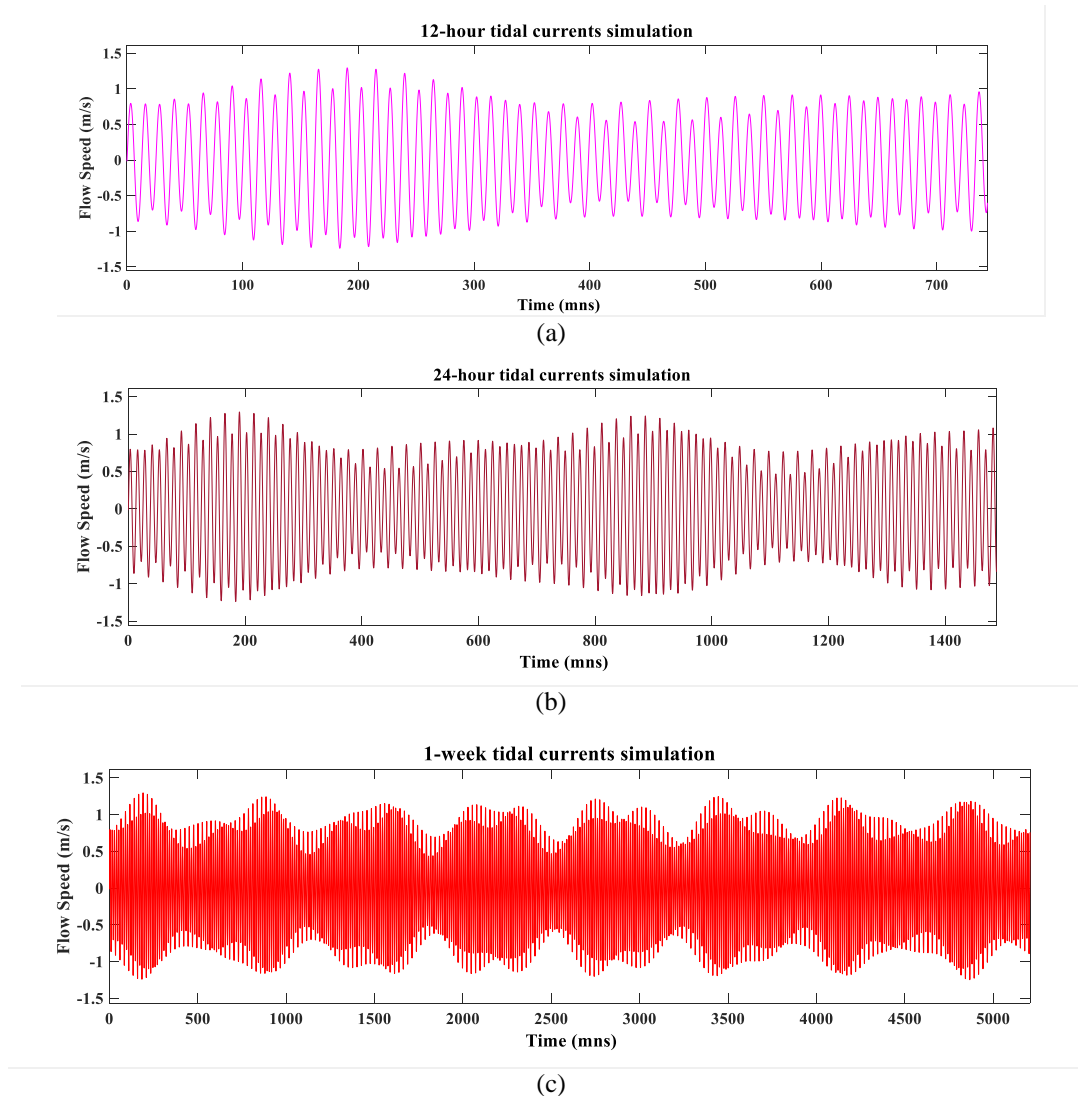 12-hour tidal currents simulation
1.5
1
0.5
0
-0.5
-1
-1.5
Flow Speed (m/s)
0 100 200 300 400 500 600 700
Time (mns)
(a)
24-hour tidal currents simulation
1.5
1
0.5
0
-0.5
-1
-1.5
Flow Speed (m/s)
0 200 400 600 800 1000 1200 1400
Time (mns)
(b)
1-week tidal currents simulation
1.5
1
0.5
0
-0.5
-1
-1.5
Flow Speed (m/s)
0 500 1000 1500 2000 2500 3000 3500 4000 4500 5000
Time (mns)
(c)